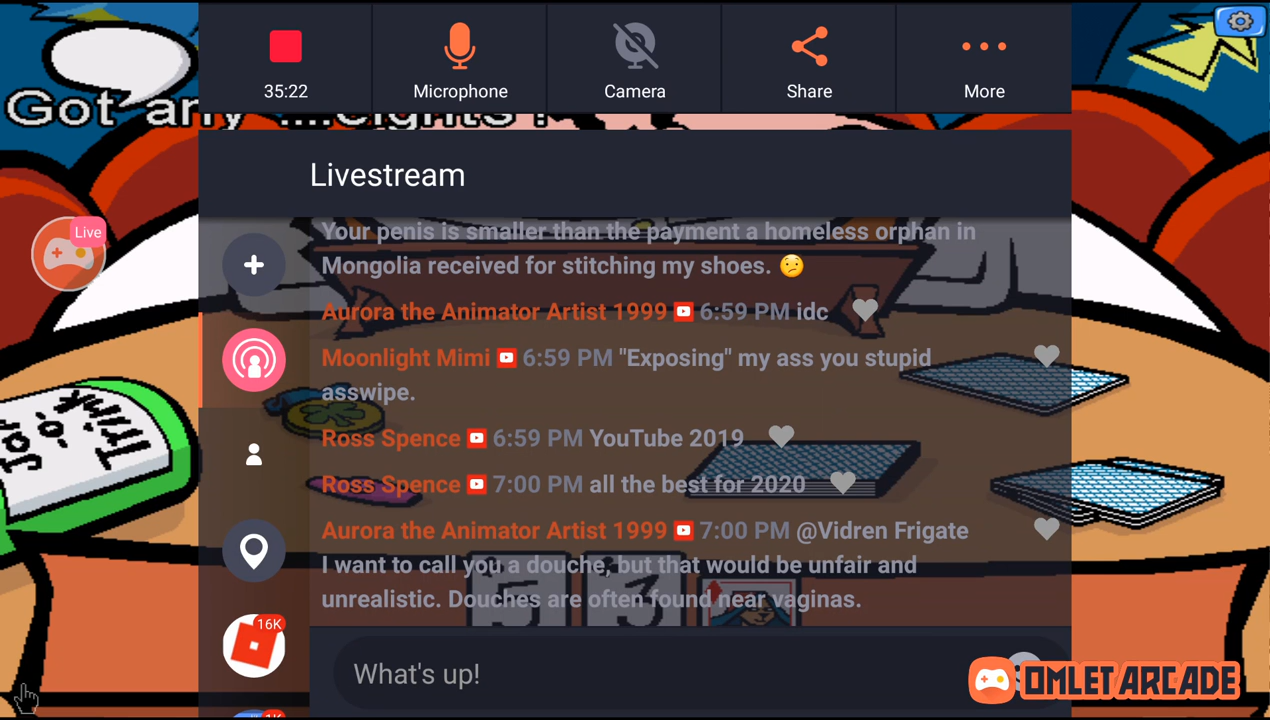 35:22
Microphone
Camera
Share
More
Got any ...eights ?
Livestream
Live
Your penis is smaller than the payment a homeless orphan in
Mongolia received for stitching my shoes. 😕
Aurora the Animator Artist 1999 6:59 PM idc
Moonlight Mimi 6:59 PM "Exposing" my ass you stupid
asswipe.
Ross Spence 6:59 PM YouTube 2019
Ross Spence 7:00 PM all the best for 2020
Aurora the Animator Artist 1999 7:00 PM @Vidren Frigate
I want to call you a douche, but that would be unfair and
unrealistic. Douches are often found near vaginas.
5 3
16K
What's up!
OMLET ARCADE
1K